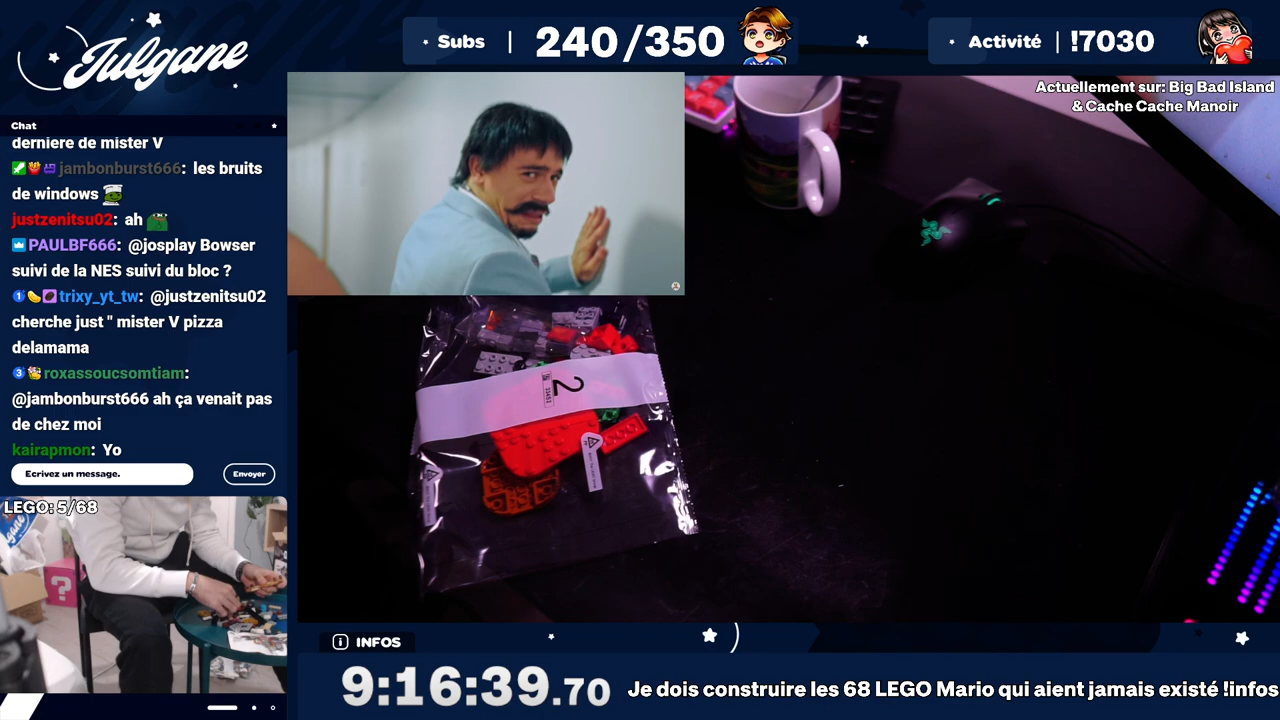 Julgane
Subs | 240/350
Activité | !7030
Actuellement sur: Big Bad Island
& Cache Cache Manoir
Chat
derniere de mister V
jambonburst666: les bruits
de windows
justzenitsu02: ah
PAULBF666: @josplay Bowser
suivi de la NES suivi du bloc ?
trixy_yt_tw: @justzenitsu02
cherche just " mister V pizza
delamama
roxassoucsomtiam:
@jambonburst666 ah ça venait pas
de chez moi
kairapmon: Yo
Ecrivez un message.
Envoyer
2
LEGO: 5/68
?
INFOS
9:16:39.70
Je dois construire les 68 LEGO Mario qui aient jamais existé !infos